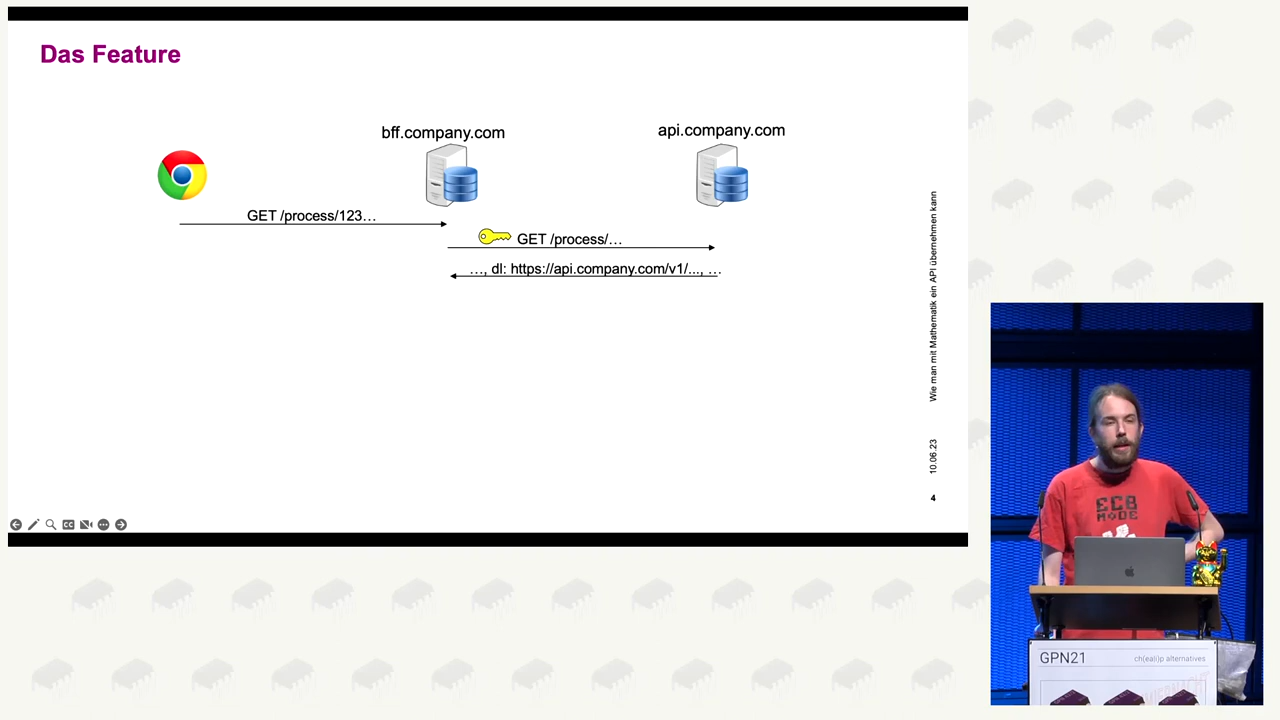 Das Feature
bff.company.com
api.company.com
GET /process/123…
GET /process/…
…, dl: https://api.company.com/v1/..., …
Wie man mit Mathematik ein API übernehmen kann
10.06.23
4
CC
ECB
MODE
GPN21
ch(ea)i)p alternatives